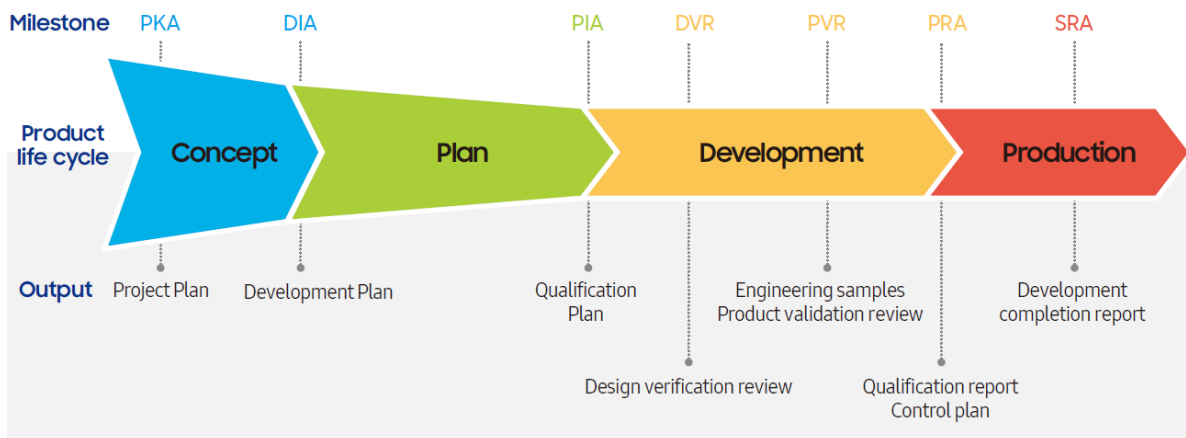 Milestone
PKA
DIA
PIA
DVR
PVR
PRA
SRA
Product
life cycle
Concept
Plan
Development
Production
Output
Project Plan
Development Plan
Qualification
Plan
Design verification review
Engineering samples
Product validation review
Qualification report
Control plan
Development
completion report